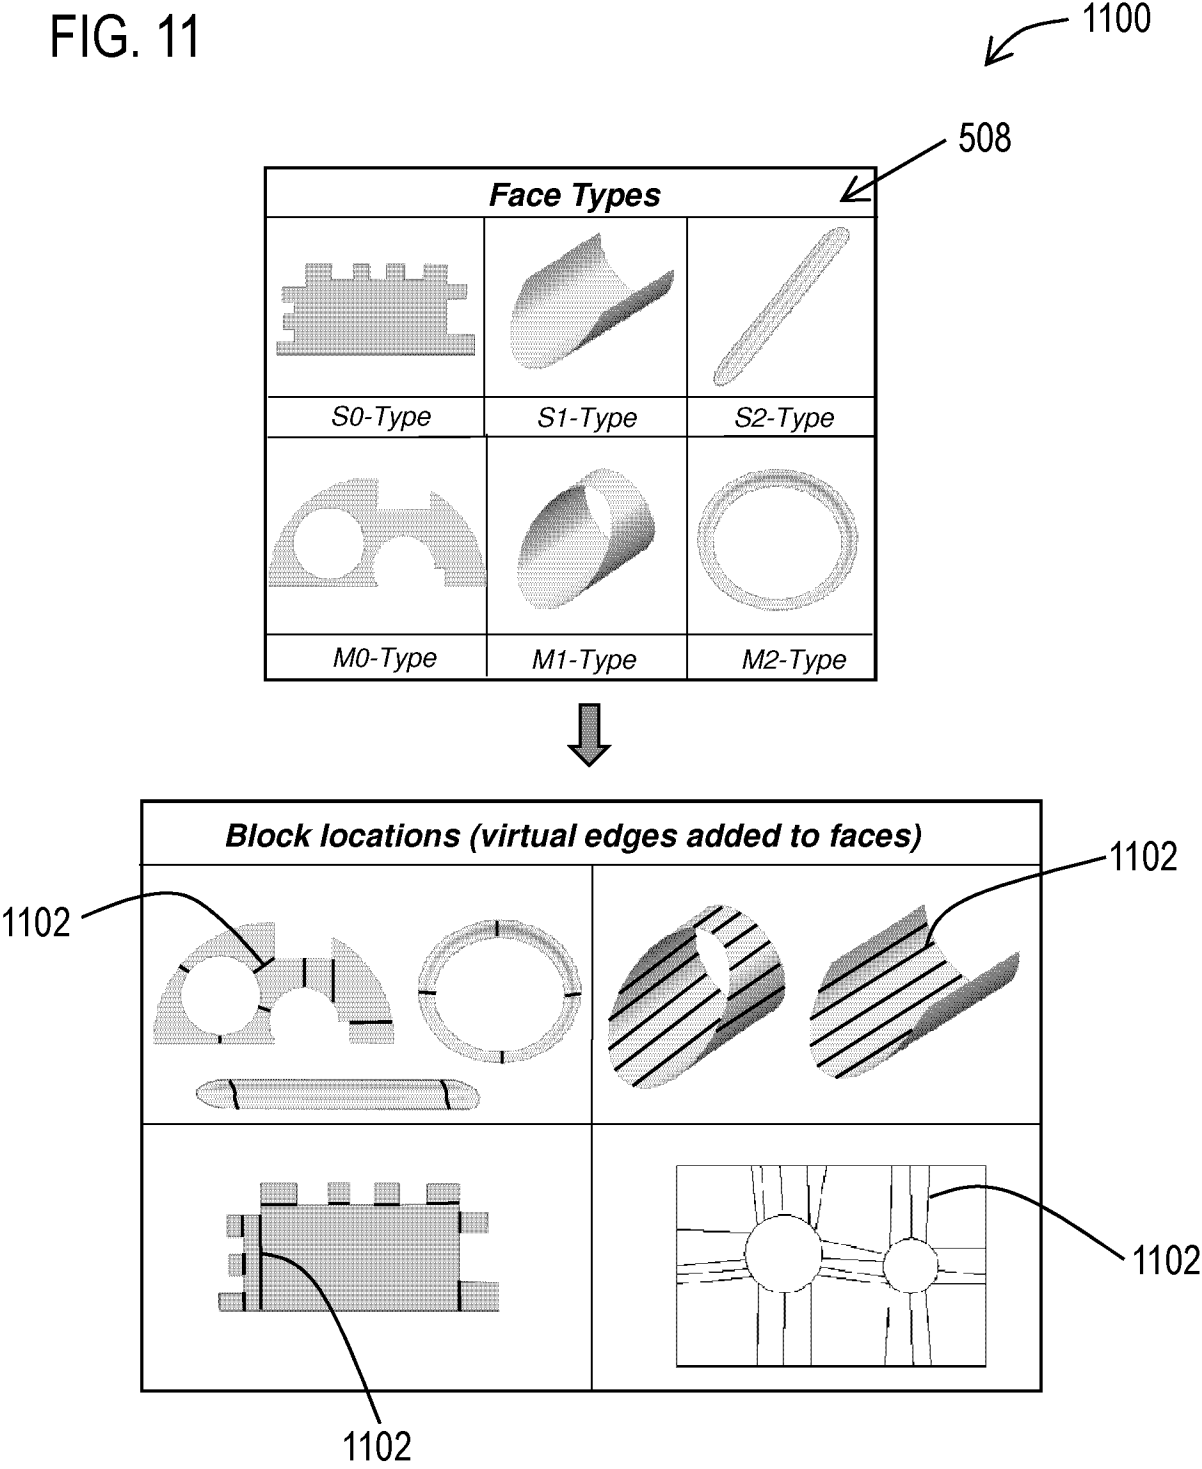 FIG. 11
1100
508
Face Types
S0-Type S1-Type S2-Type
M0-Type M1-Type M2-Type
Block locations (virtual edges added to faces)
1102
1102
1102
1102